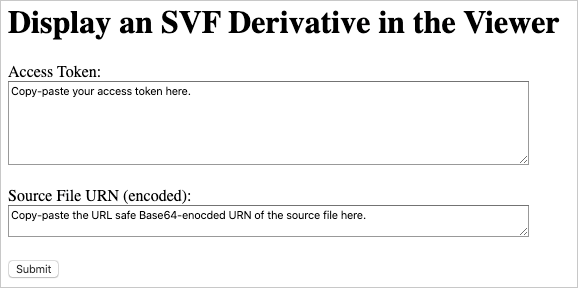 Display an SVF Derivative in the Viewer
Access Token:
Copy-paste your access token here.
Source File URN (encoded):
Copy-paste the URL safe Base64-enocded URN of the source file here.
Submit